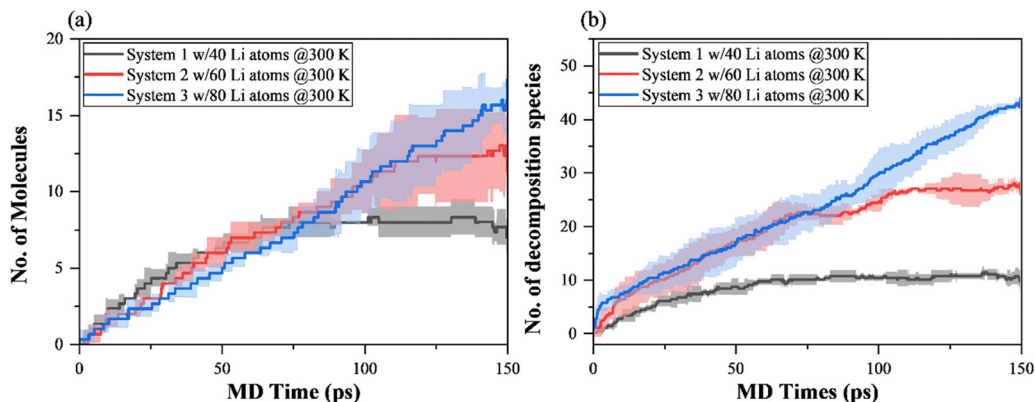 (a)
20
15
10
5
0
No. of Molecules
System 1 w/40 Li atoms @300 K
System 2 w/60 Li atoms @300 K
System 3 w/80 Li atoms @300 K
0
50
100
150
MD Time (ps)
(b)
50
40
30
20
10
0
No. of decomposition species
System 1 w/40 Li atoms @300 K
System 2 w/60 Li atoms @300 K
System 3 w/80 Li atoms @300 K
0
50
100
150
MD Times (ps)